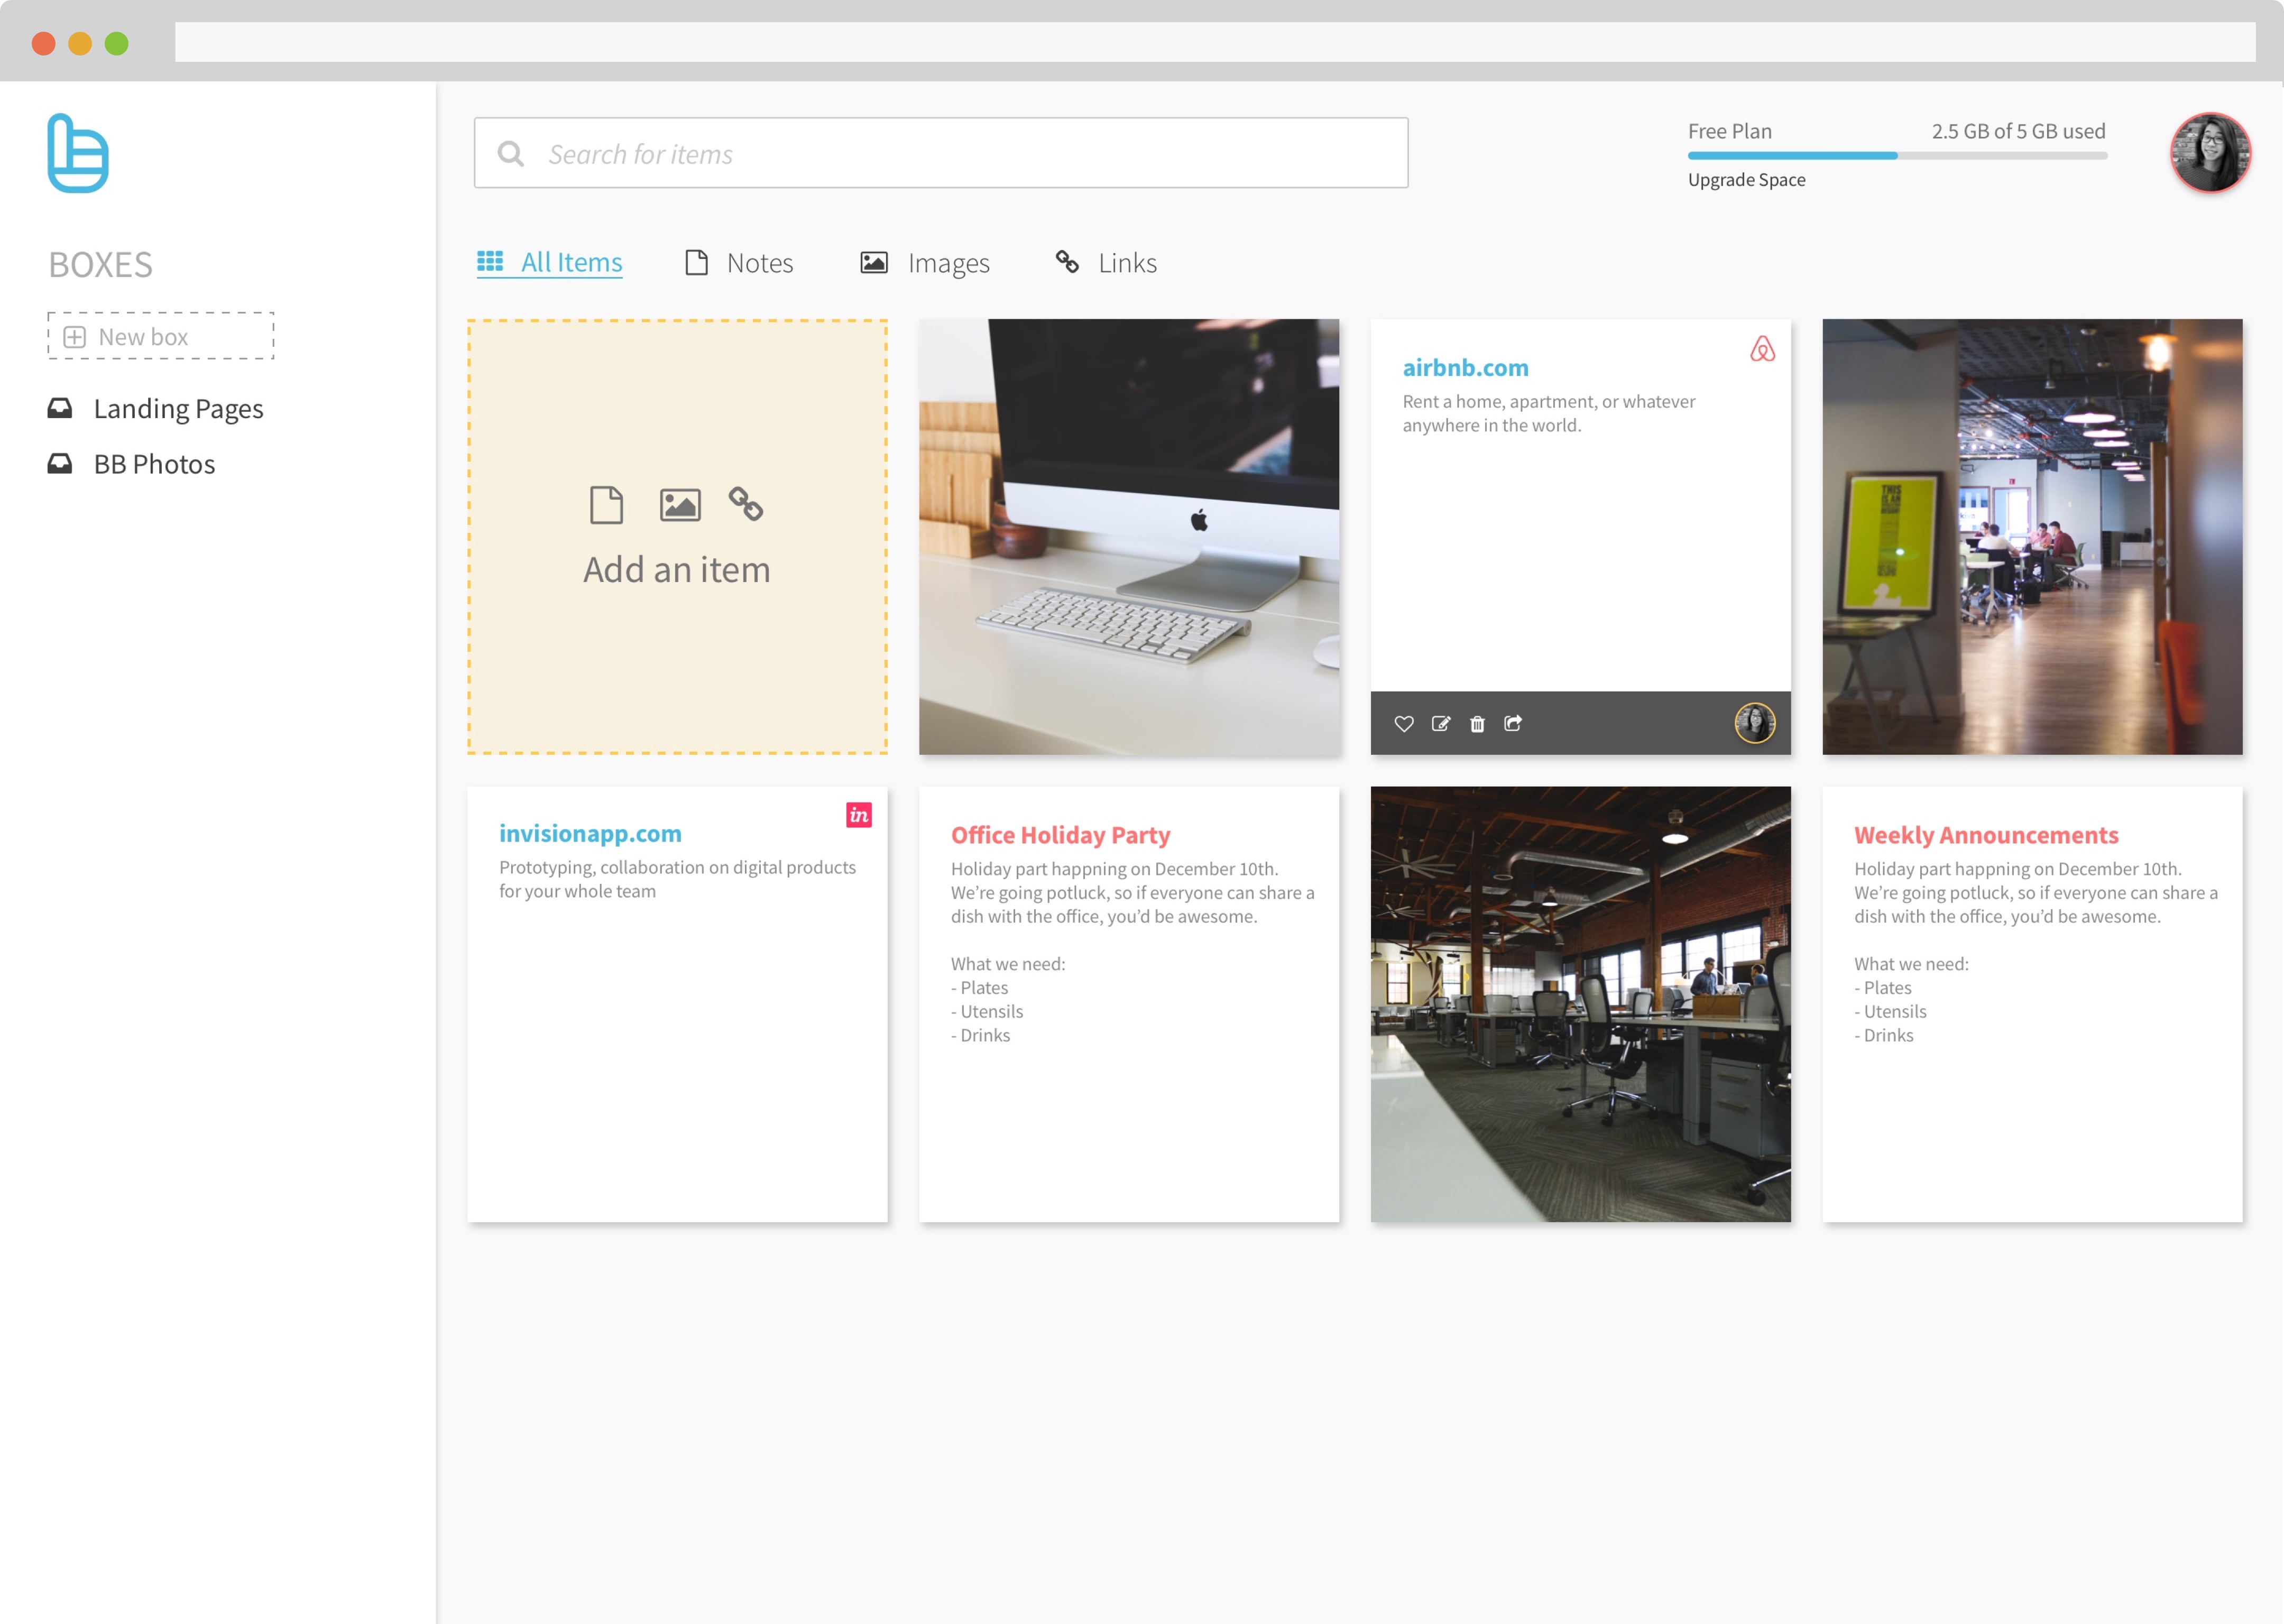 Search for items
Free Plan
2.5 GB of 5 GB used
Upgrade Space
BOXES
New box
Landing Pages
BB Photos
All Items
Notes
Images
Links
Add an item
airbnb.com
Rent a home, apartment, or whatever
anywhere in the world.
THIS
IS AN
invisionapp.com
in
Prototyping, collaboration on digital products
for your whole team
Office Holiday Party
Holiday part happning on December 10th.
We’re going potluck, so if everyone can share a
dish with the office, you’d be awesome.
What we need:
- Plates
- Utensils
- Drinks
Weekly Announcements
Holiday part happning on December 10th.
We’re going potluck, so if everyone can share a
dish with the office, you’d be awesome.
What we need:
- Plates
- Utensils
- Drinks